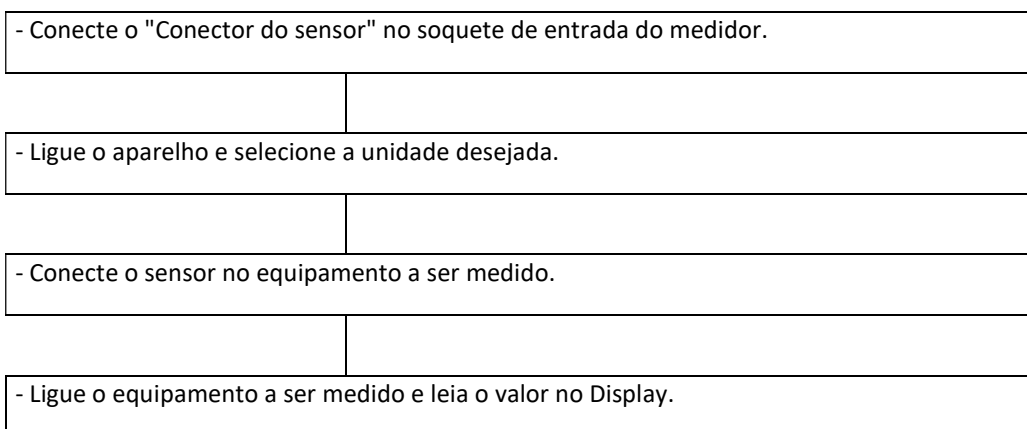 - Conecte o "Conector do sensor" no soquete de entrada do medidor.
- Ligue o aparelho e selecione a unidade desejada.
- Conecte o sensor no equipamento a ser medido.
- Ligue o equipamento a ser medido e leia o valor no Display.